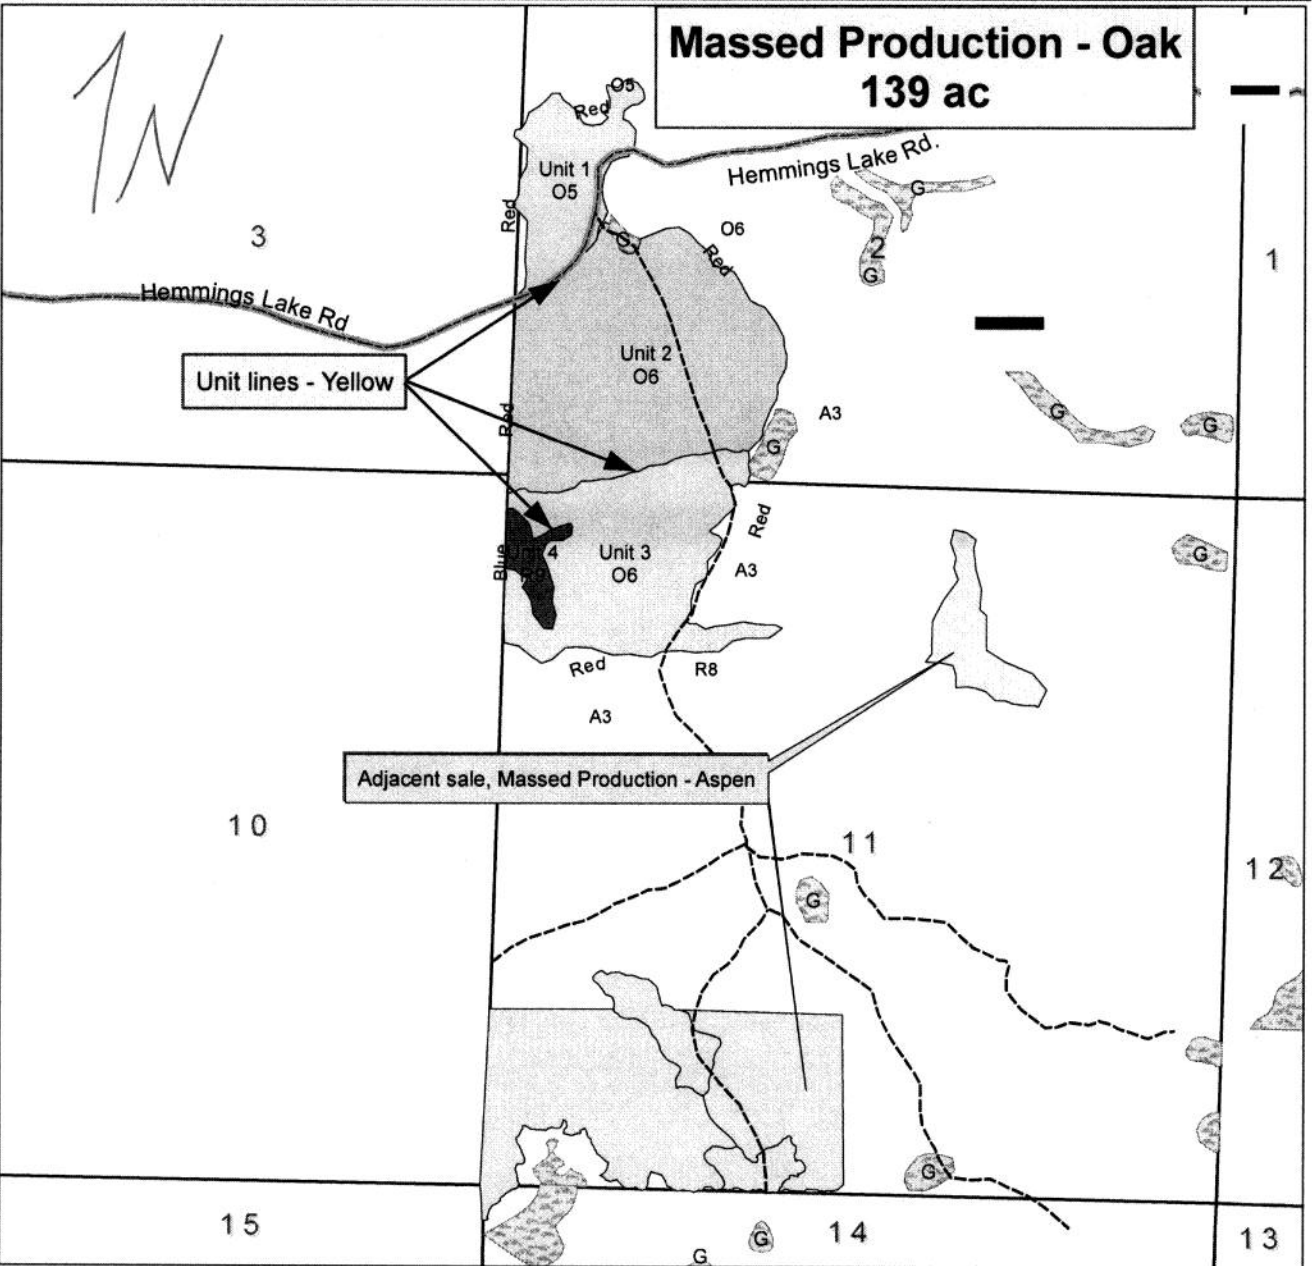 Massed Production - Oak
139 ac
1W
O5
Red
Unit 1
O5
Hemmings Lake Rd.
G
Red
O6
G
Red
2
G
3
1
Hemmings Lake Rd
Unit 2
O6
Unit lines - Yellow
Red
A3
G
G
G
Red
Blue
Unit 4
R9
Unit 3
O6
A3
G
Red
R8
A3
Adjacent sale, Massed Production - Aspen
10
11
12
G
G
15
14
13
G
G